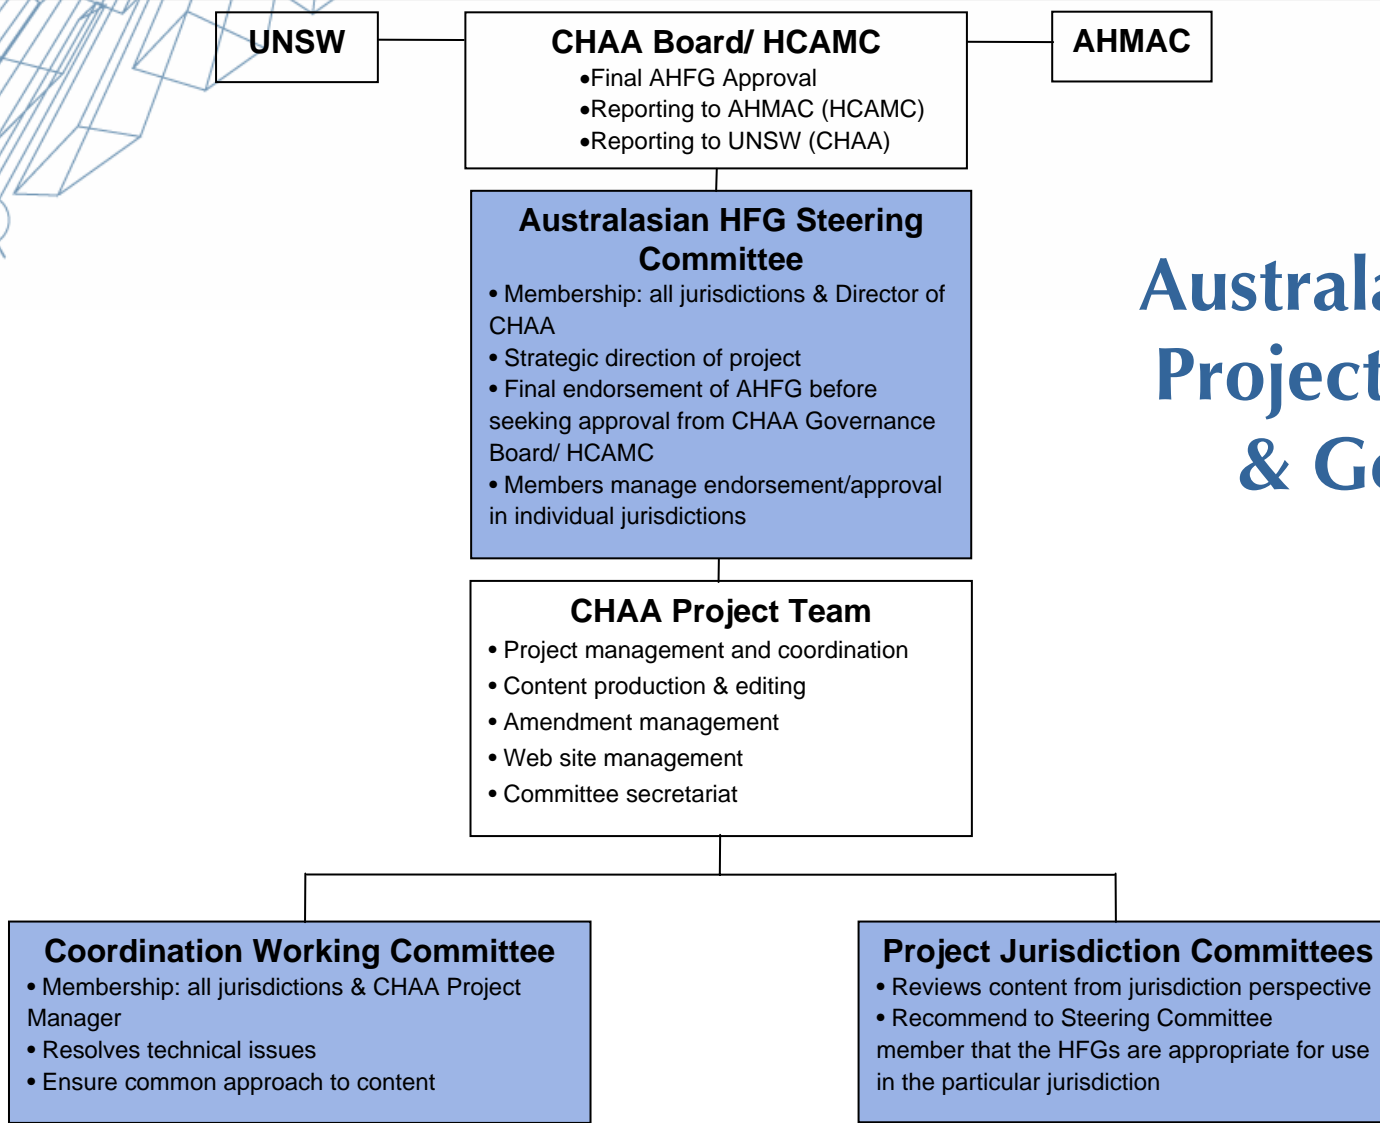 UNSW
CHAA Board/ HCAMC
•Final AHFG Approval
•Reporting to AHMAC (HCAMC)
•Reporting to UNSW (CHAA)
AHMAC
Australasian HFG Steering
Committee
• Membership: all jurisdictions & Director of
CHAA
• Strategic direction of project
• Final endorsement of AHFG before
seeking approval from CHAA Governance
Board/ HCAMC
• Members manage endorsement/approval
in individual jurisdictions
Project
&
CHAA Project Team
• Project management and coordination
• Content production & editing
• Amendment management
• Web site management
• Committee secretariat
Coordination Working Committee
• Membership: all jurisdictions & CHAA Project
Manager
• Resolves technical issues
• Ensure common approach to content
Project Jurisdiction Committees
• Reviews content from jurisdiction perspective
• Recommend to Steering Committee
member that the HFGs are appropriate for use
in the particular jurisdiction